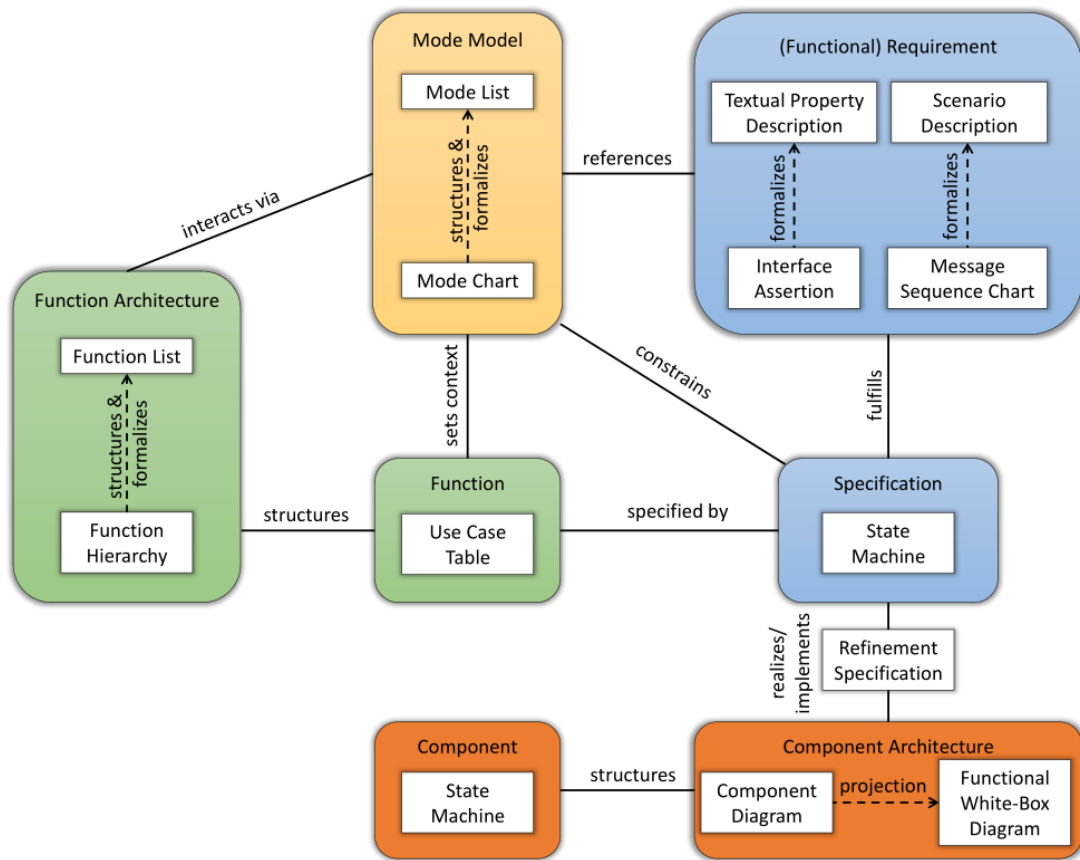 Mode Model
Mode List
structures &
formalizes
Mode Chart
(Functional) Requirement
Textual Property
Description
Scenario
Description
formalizes
formalizes
Interface
Assertion
Message
Sequence Chart
references
interacts via
Function Architecture
Function List
structures &
formalizes
Function
Hierarchy
sets context
constrains
fulfills
structures
Function
Use Case
Table
specified by
Specification
State
Machine
realizes/
implements
Refinement
Specification
Component
State
Machine
structures
Component Architecture
Component
Diagram
projection
Functional
White-Box
Diagram